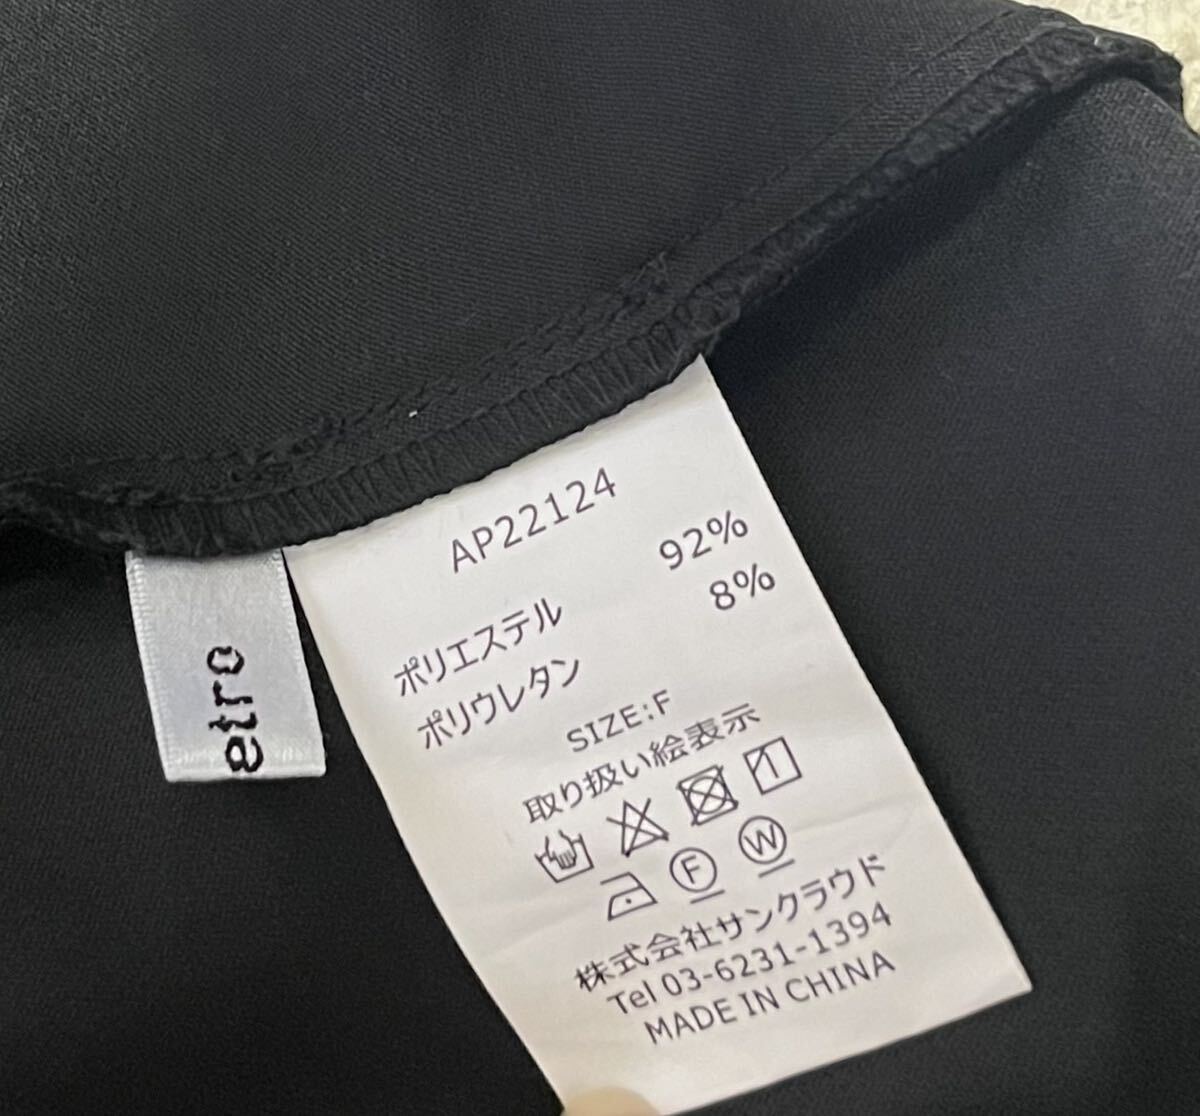 AP22124
ポリエステル 92%
ポリウレタン 8%
SIZE:F
取り扱い絵表示
F W
株式会社サンクラウド
Tel 03-6231-1394
MADE IN CHINA
etro